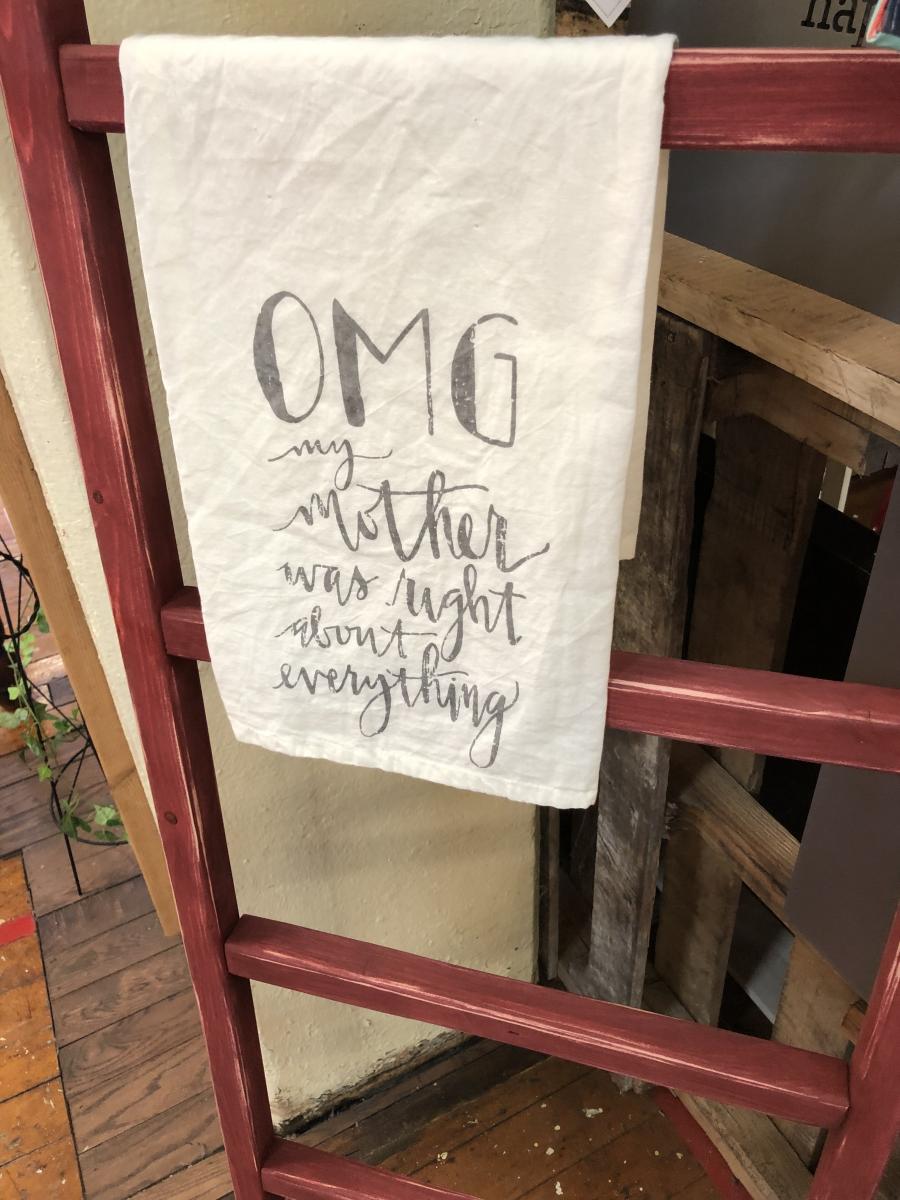 OMG
my
mother
was right
about
everything